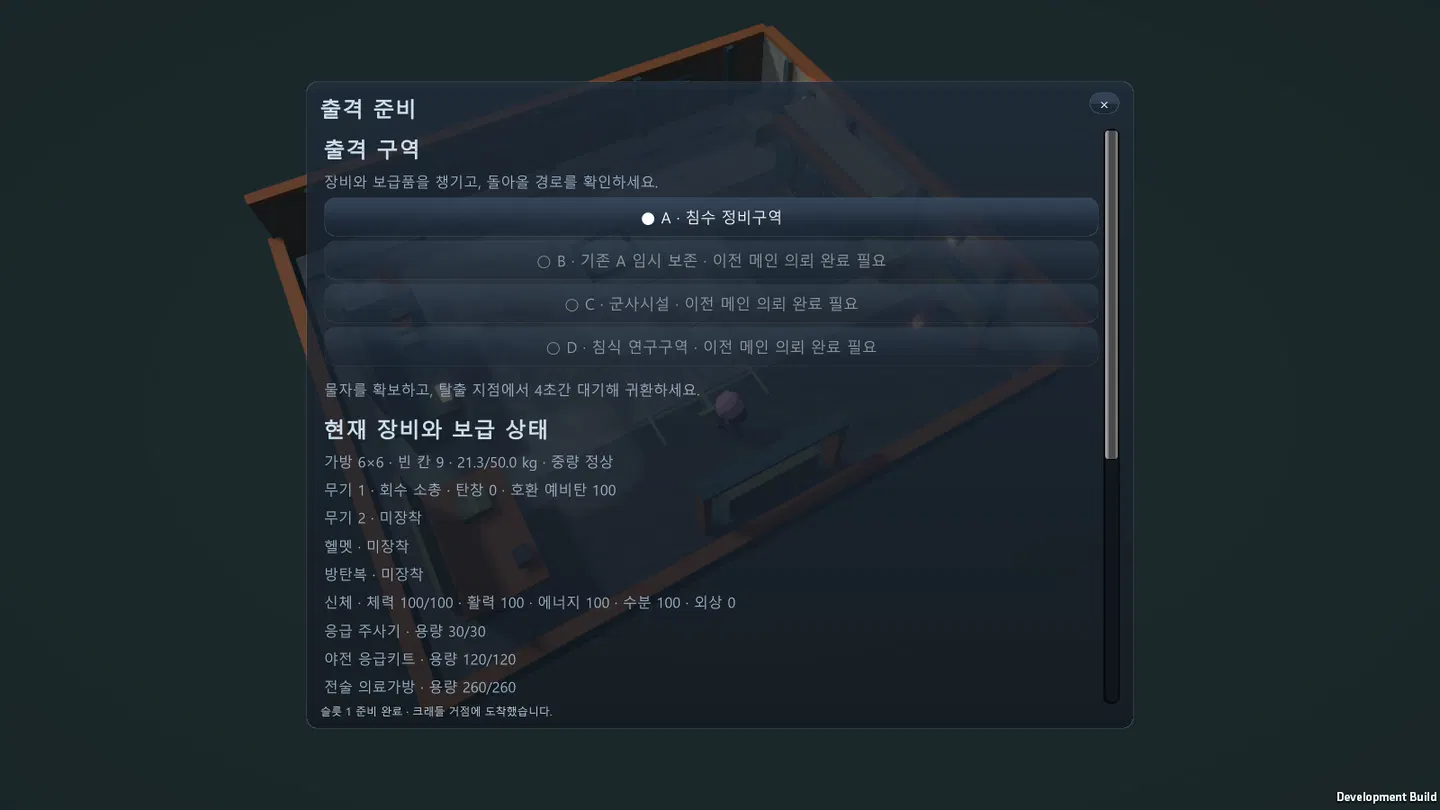 출격 준비
×
출격 구역
장비와 보급품을 챙기고, 돌아올 경로를 확인하세요.
● A · 침수 정비구역
○ B · 기존 A 임시 보존 · 이전 메인 의뢰 완료 필요
○ C · 군사시설 · 이전 메인 의뢰 완료 필요
○ D · 침식 연구구역 · 이전 메인 의뢰 완료 필요
물자를 확보하고, 탈출 지점에서 4초간 대기해 귀환하세요.
현재 장비와 보급 상태
가방 6×6 · 빈 칸 9 · 21.3/50.0 kg · 중량 정상
무기 1 · 회수 소총 · 탄창 0 · 호환 예비탄 100
무기 2 · 미장착
헬멧 · 미장착
방탄복 · 미장착
신체 · 체력 100/100 · 활력 100 · 에너지 100 · 수분 100 · 외상 0
응급 주사기 · 용량 30/30
야전 응급키트 · 용량 120/120
전술 의료가방 · 용량 260/260
슬롯 1 준비 완료 · 크래들 거점에 도착했습니다.
Development Build